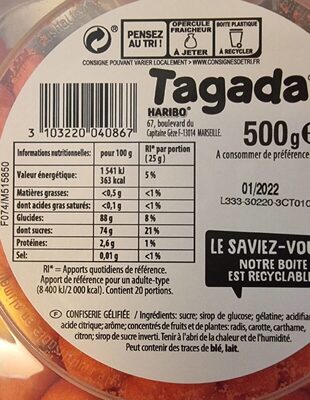 PENSEZ
AU TRI !
OPERCULE
FRAICHEUR
À JETER
BOITE PLASTIQUE
À RECYCLER
CONSIGNE POUVANT VARIER LOCALEMENT > WWW.CONSIGNESDETRI.FR
Tagada
HARIBO®
67, boulevard du
Capitaine Gèze F-13014 MARSEILLE.
3 103220 040867
500g e
A consommer de préférence
01/2022
L333-30220-3CT010
F074/M515850
Informations nutritionnelles: pour 100 g RI* par portion (25 g)
Valeur énergétique: 1 541 kJ 363 kcal 5 %
Matières grasses: <0,5 g <1 %
dont acides gras saturés: <0,1 g <1 %
Glucides: 88 g 8 %
dont sucres: 74 g 21 %
Protéines: 2,6 g 1 %
Sel: 0,01 g <1 %
RI* = Apports quotidiens de référence.
Apport de référence pour un adulte-type
(8 400 kJ/2 000 kcal). Contient 20 portions.
LE SAVIEZ-VOU
NOTRE BOITE
EST RECYCLABLE
F CONFISERIE GÉLIFIÉE / Ingrédients: sucre; sirop de glucose; gélatine; acidifian
acide citrique; arôme; concentrés de fruits et de plantes: radis, carotte, carthame,
citron; sirop de sucre inverti. Tenir à l'abri de la chaleur et de l'humidité.
Peut contenir des traces de blé, lait.